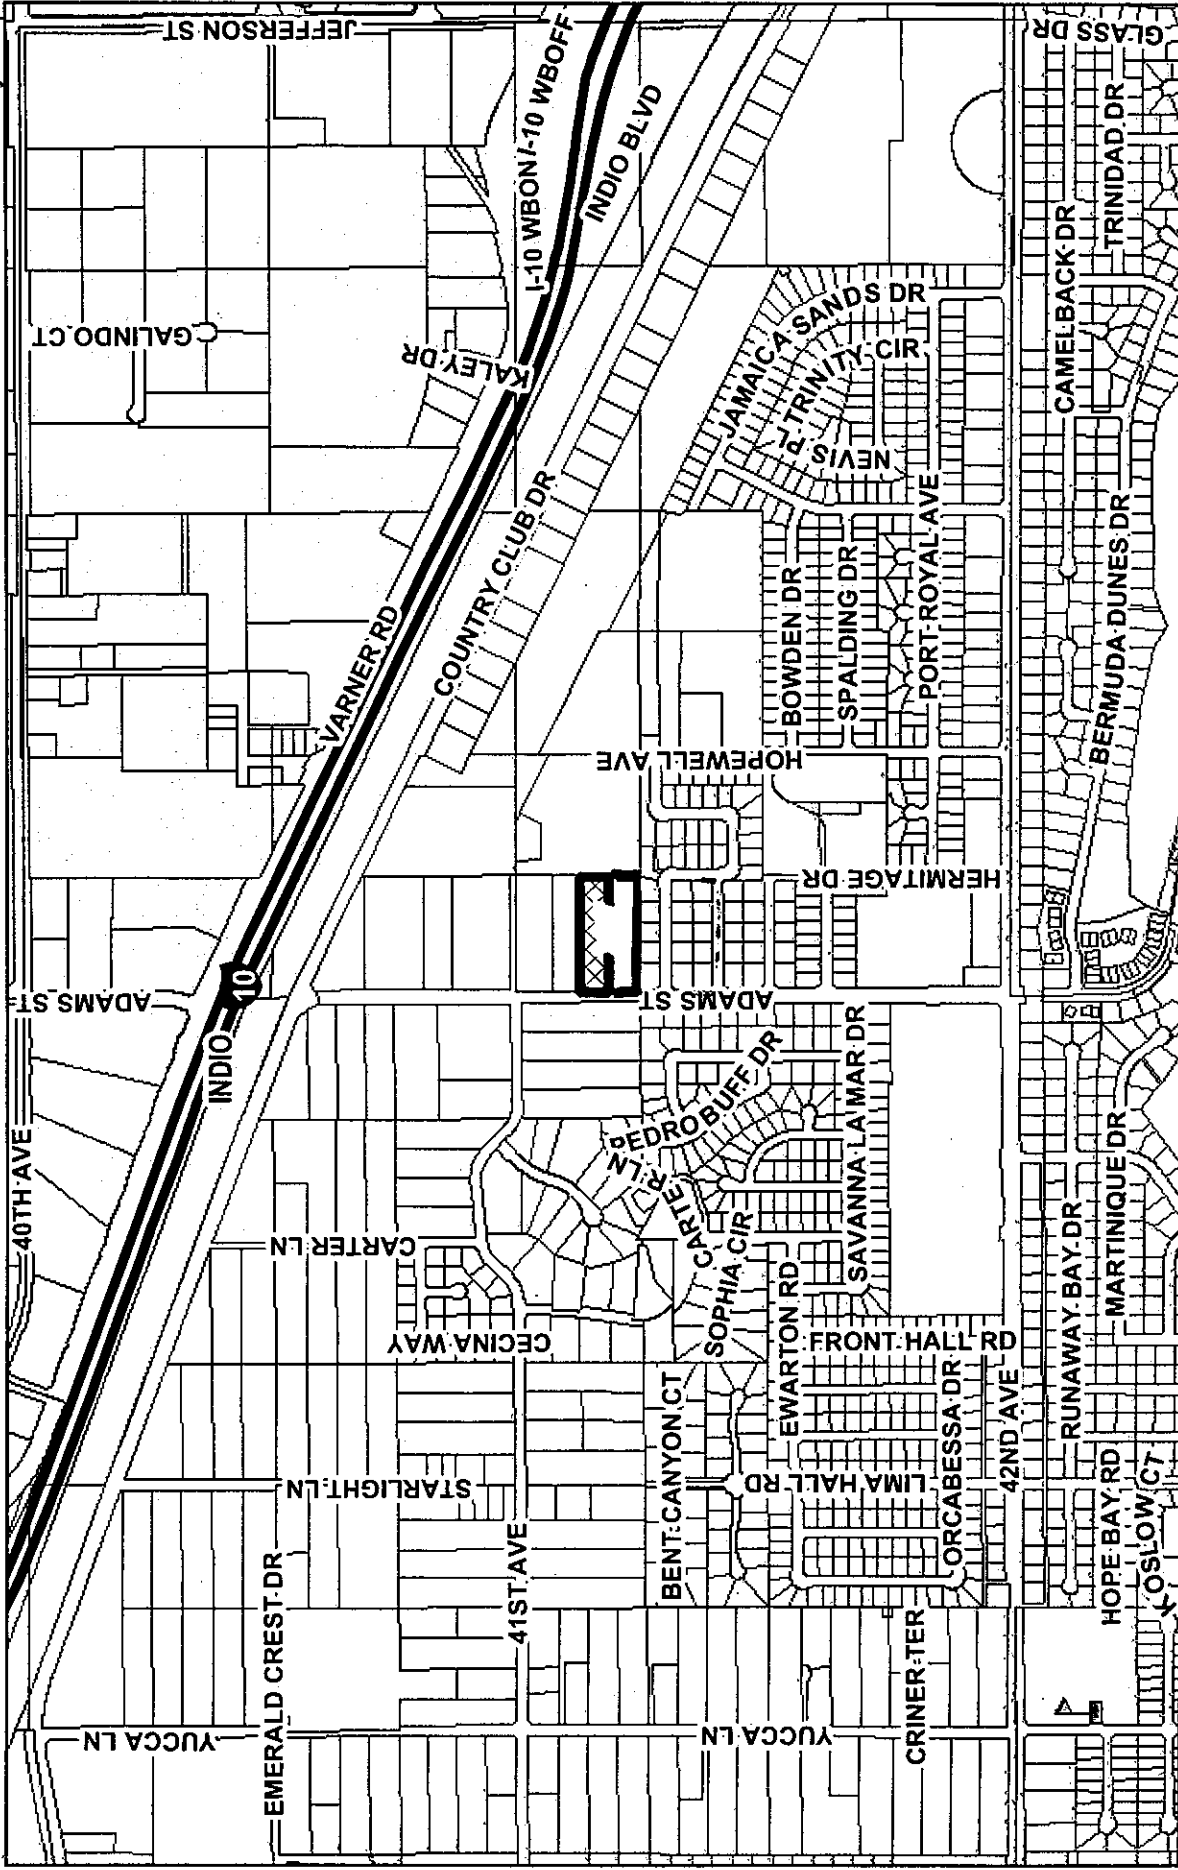 JEFFERSON ST
I-10 WBON I-10 WBOFF
INDIO BLVD
GLASS DR
TRINIDAD DR
CAMELBACK DR
GALINDO CT
KALEY DR
JAMAICA SANDS DR
TRINITY CIR
NEVIS PL
PORT ROYAL AVE
VARNER RD
COUNTRY CLUB DR
BOWDEN DR
SPALDING DR
BERMUDA DUNES DR
HOPEWELL AVE
HERMITAGE DR
ADAMS ST
10
INDIO
ADAMS ST
40TH AVE
PEDRO BUFF DR
SAVANNA LA MAR DR
CARTER LN
CARTER LN
SOPHIA CIR
EWARTON RD
FRONT HALL RD
MARTINIQUE DR
RUNAWAY BAY DR
CECINA WAY
BENT CANYON CT
STARLIGHT LN
LIMA HALL RD
ORCABESSA DR
42ND AVE
HOPE BAY RD
KOSLOW CT
41ST AVE
EMERALD CREST DR
YUCCA LN
YUCCA LN
CRINER TER